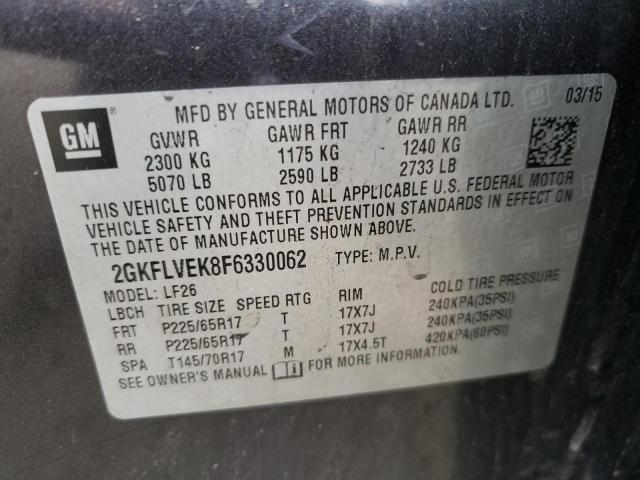 MFD BY GENERAL MOTORS OF CANADA LTD. 03/15
GM
GVWR GAWR FRT GAWR RR
2300 KG 1175 KG 1240 KG
5070 LB 2590 LB 2733 LB
THIS VEHICLE CONFORMS TO ALL APPLICABLE U.S. FEDERAL MOTOR
VEHICLE SAFETY AND THEFT PREVENTION STANDARDS IN EFFECT ON
THE DATE OF MANUFACTURE SHOWN ABOVE.
2GKFLVEK8F6330062 TYPE: M.P.V.
MODEL: LF26
LBCH TIRE SIZE SPEED RTG RIM COLD TIRE PRESSURE
FRT P225/65R17 T 17X7J 240KPA(35PSI)
RR P225/65R17 T 17X7J 240KPA(35PSI)
SPA T145/70R17 M 17X4.5T 420KPA(60PSI)
SEE OWNER'S MANUAL FOR MORE INFORMATION.